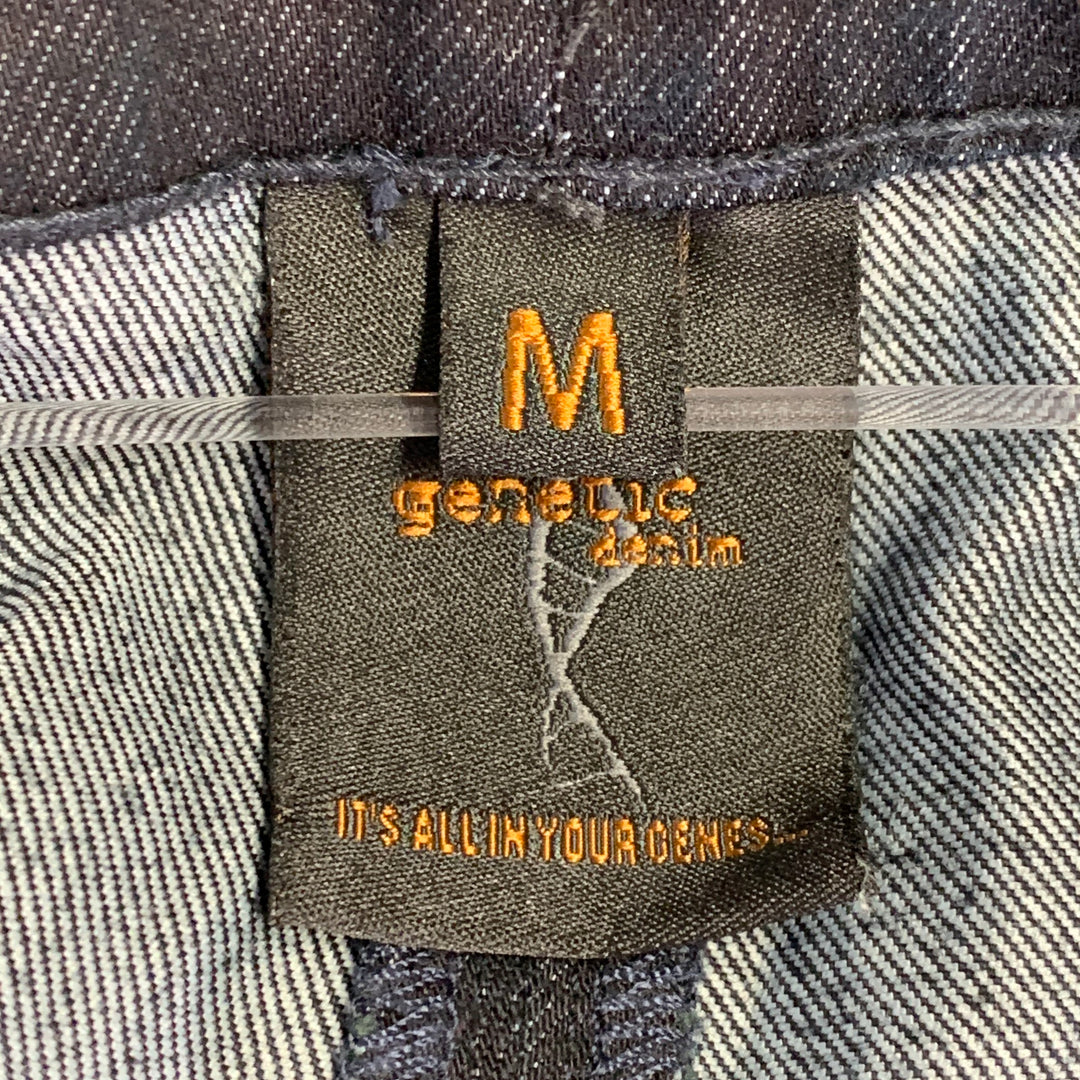 M
genetic
denim
IT'S ALL IN YOUR GENES...